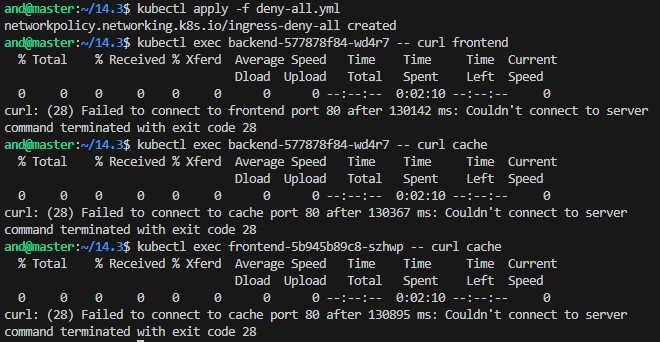 and@master:~/14.3$ kubectl apply -f deny-all.yml
networkpolicy.networking.k8s.io/ingress-deny-all created
and@master:~/14.3$ kubectl exec backend-577878f84-wd4r7 -- curl frontend
  % Total    % Received % Xferd  Average Speed   Time    Time     Time  Current
                                 Dload  Upload   Total   Spent    Left  Speed
  0     0    0     0    0     0      0      0 --:--:--  0:02:10 --:--:--     0
curl: (28) Failed to connect to frontend port 80 after 130142 ms: Couldn't connect to server
command terminated with exit code 28
and@master:~/14.3$ kubectl exec backend-577878f84-wd4r7 -- curl cache
  % Total    % Received % Xferd  Average Speed   Time    Time     Time  Current
                                 Dload  Upload   Total   Spent    Left  Speed
  0     0    0     0    0     0      0      0 --:--:--  0:02:10 --:--:--     0
curl: (28) Failed to connect to cache port 80 after 130367 ms: Couldn't connect to server
command terminated with exit code 28
and@master:~/14.3$ kubectl exec frontend-5b945b89c8-szhwp -- curl cache
  % Total    % Received % Xferd  Average Speed   Time    Time     Time  Current
                                 Dload  Upload   Total   Spent    Left  Speed
  0     0    0     0    0     0      0      0 --:--:--  0:02:10 --:--:--     0
curl: (28) Failed to connect to cache port 80 after 130895 ms: Couldn't connect to server
command terminated with exit code 28